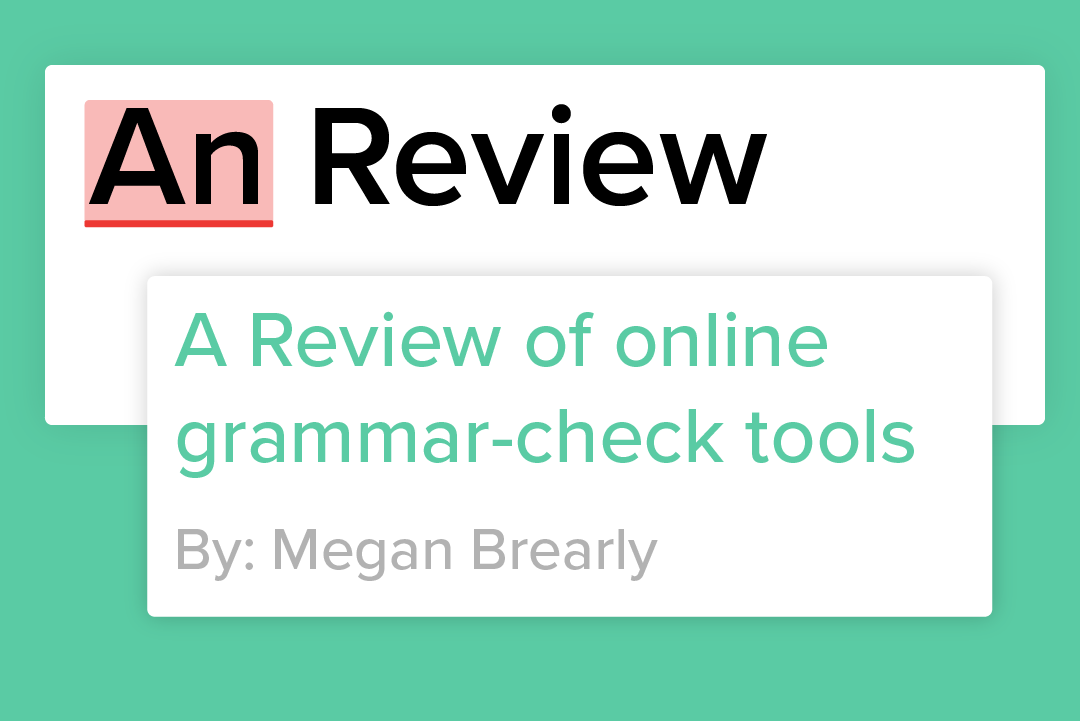 An Review
A Review of online
grammar-check tools
By: Megan Brearly